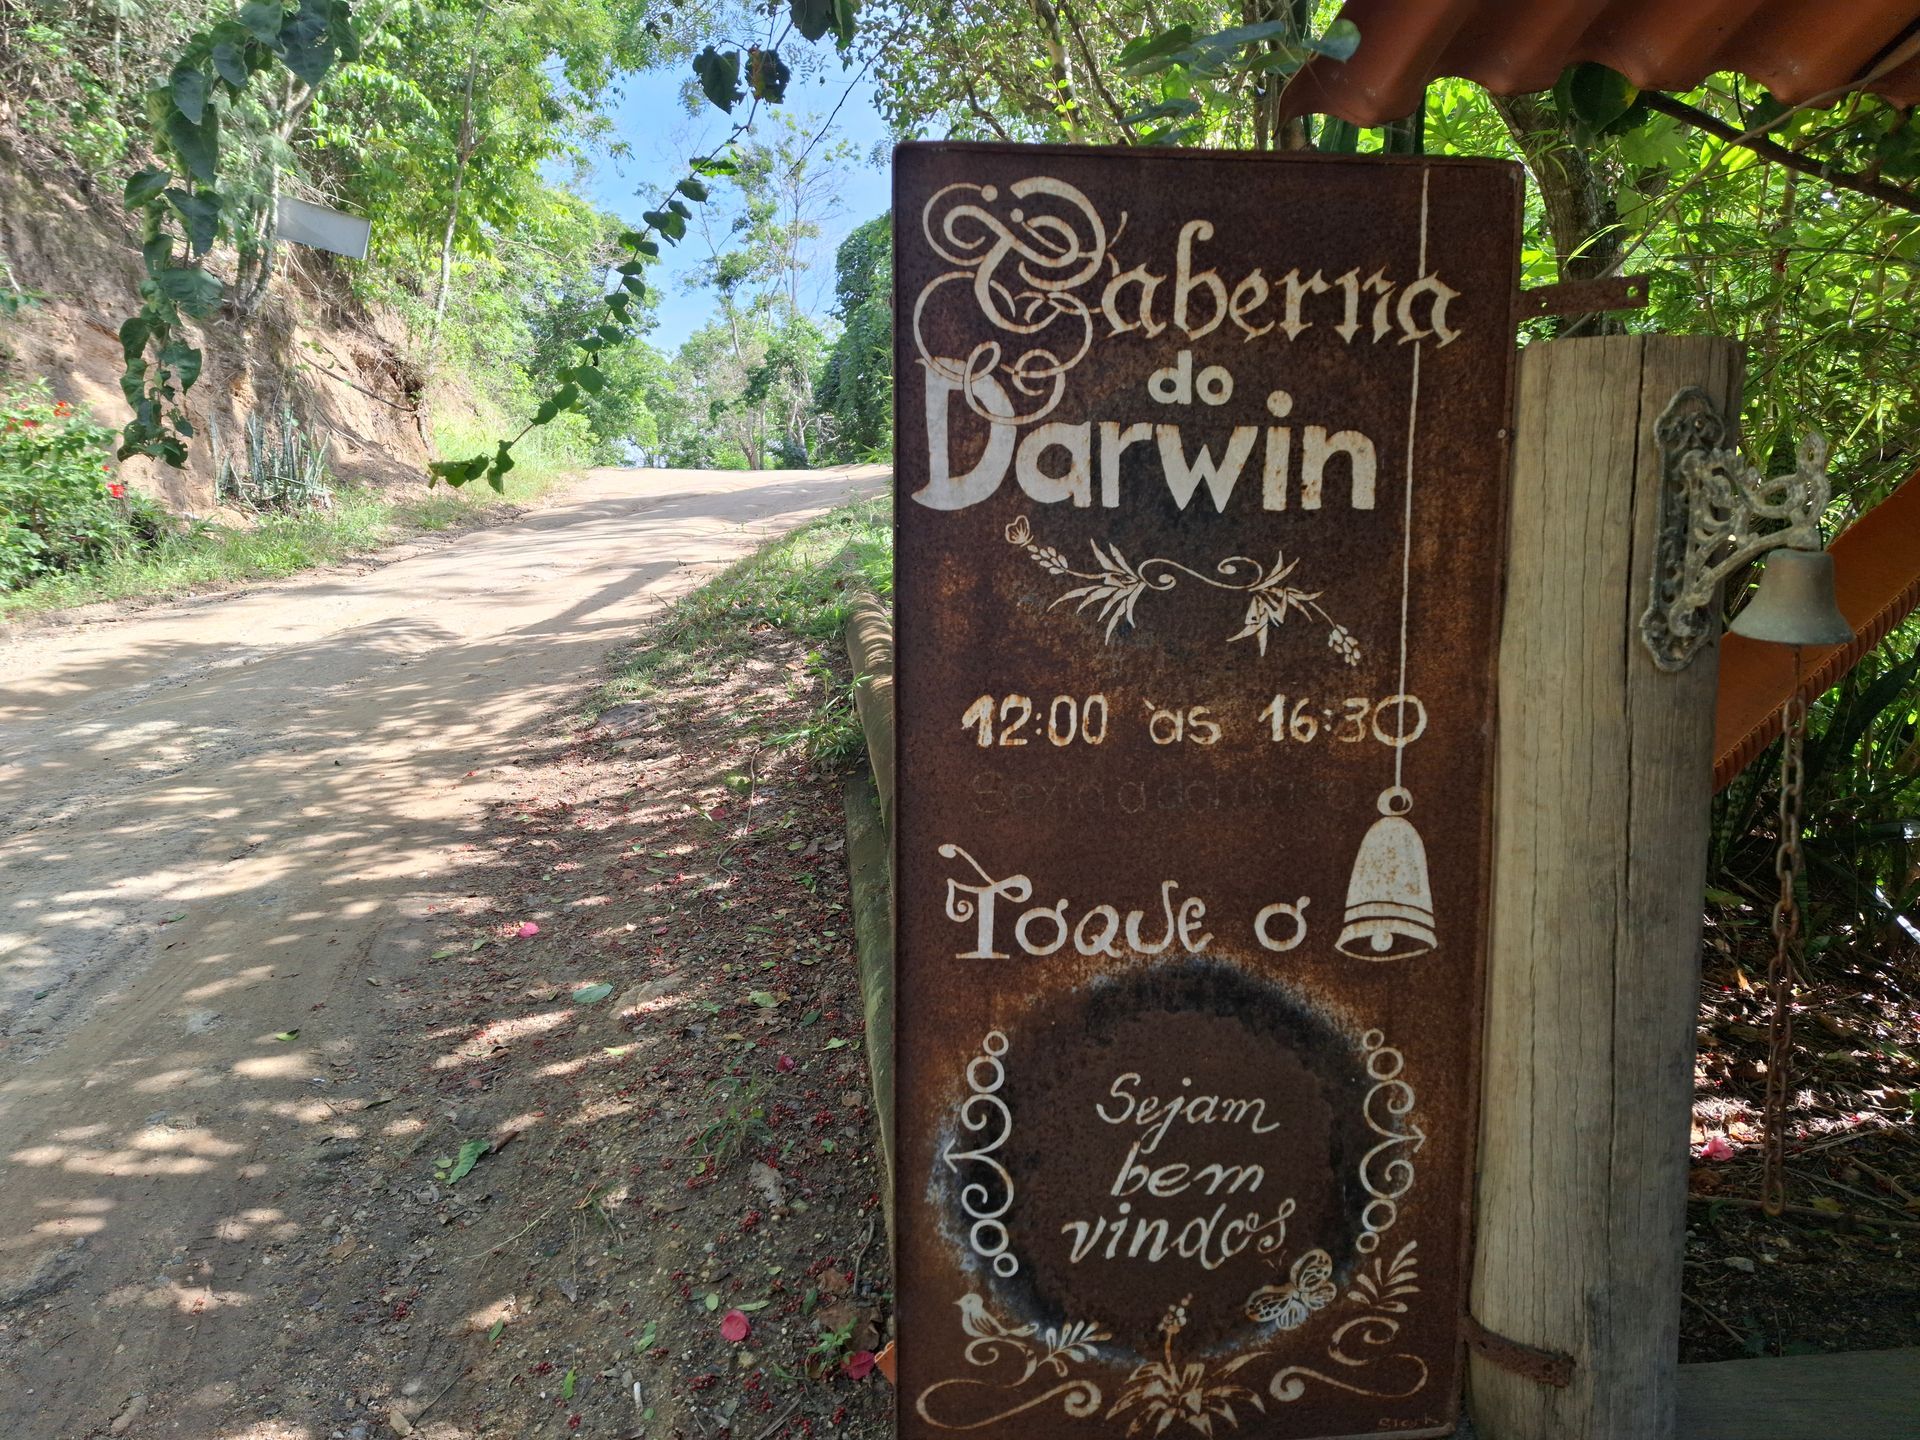 Taberna
do
Darwin
12:00 às 16:30
Toque o
Sejam
bem
vindos